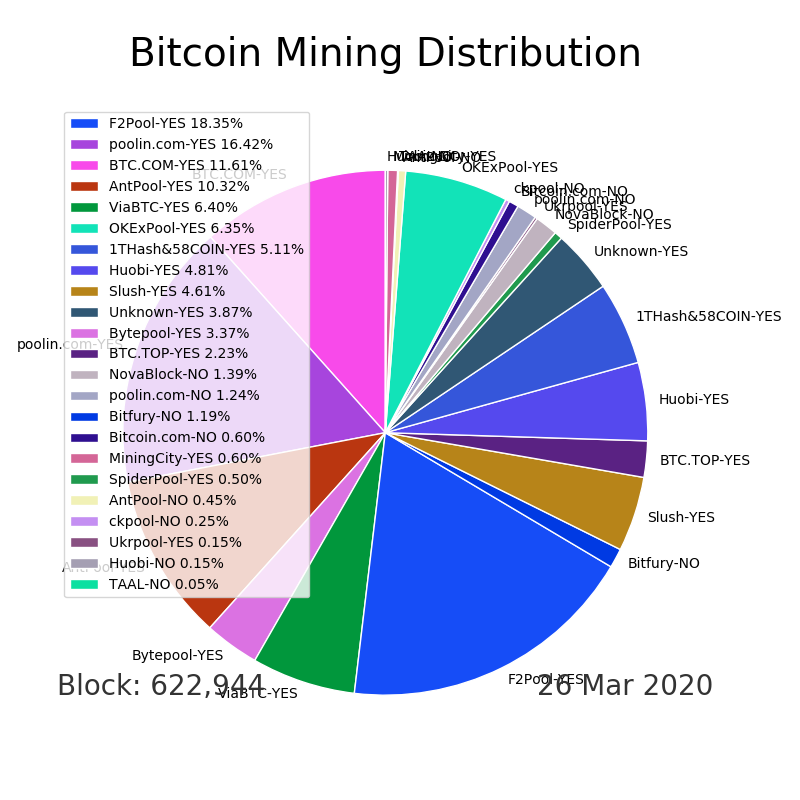 Bitcoin Mining Distribution
F2Pool-YES 18.35%
poolin.com-YES 16.42%
BTC.COM-YES 11.61%
AntPool-YES 10.32%
ViaBTC-YES 6.40%
OKExPool-YES 6.35%
1THash&58COIN-YES 5.11%
Huobi-YES 4.81%
Slush-YES 4.61%
Unknown-YES 3.87%
Bytepool-YES 3.37%
BTC.TOP-YES 2.23%
NovaBlock-NO 1.39%
poolin.com-NO 1.24%
Bitfury-NO 1.19%
Bitcoin.com-NO 0.60%
MiningCity-YES 0.60%
SpiderPool-YES 0.50%
AntPool-NO 0.45%
ckpool-NO 0.25%
Ukrpool-YES 0.15%
Huobi-NO 0.15%
TAAL-NO 0.05%
BTC.COM-YES
poolin.com-YES
AntPool-YES
Bytepool-YES
ViaBTC-YES
F2Pool-YES
Bitfury-NO
Slush-YES
BTC.TOP-YES
Huobi-YES
1THash&58COIN-YES
Unknown-YES
SpiderPool-YES
NovaBlock-NO
Ukrpool-YES
poolin.com-NO
Bitcoin.com-NO
ckpool-NO
OKExPool-YES
Block: 622,944
26 Mar 2020